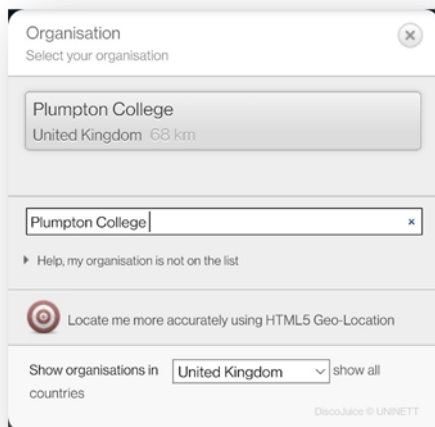 Organisation
Select your organisation
Plumpton College
United Kingdom 68 km
Plumpton College
Help, my organisation is not on the list
Locate me more accurately using HTML5 Geo-Location
Show organisations in United Kingdom show all
countries
DiscoJuice © UNINETT